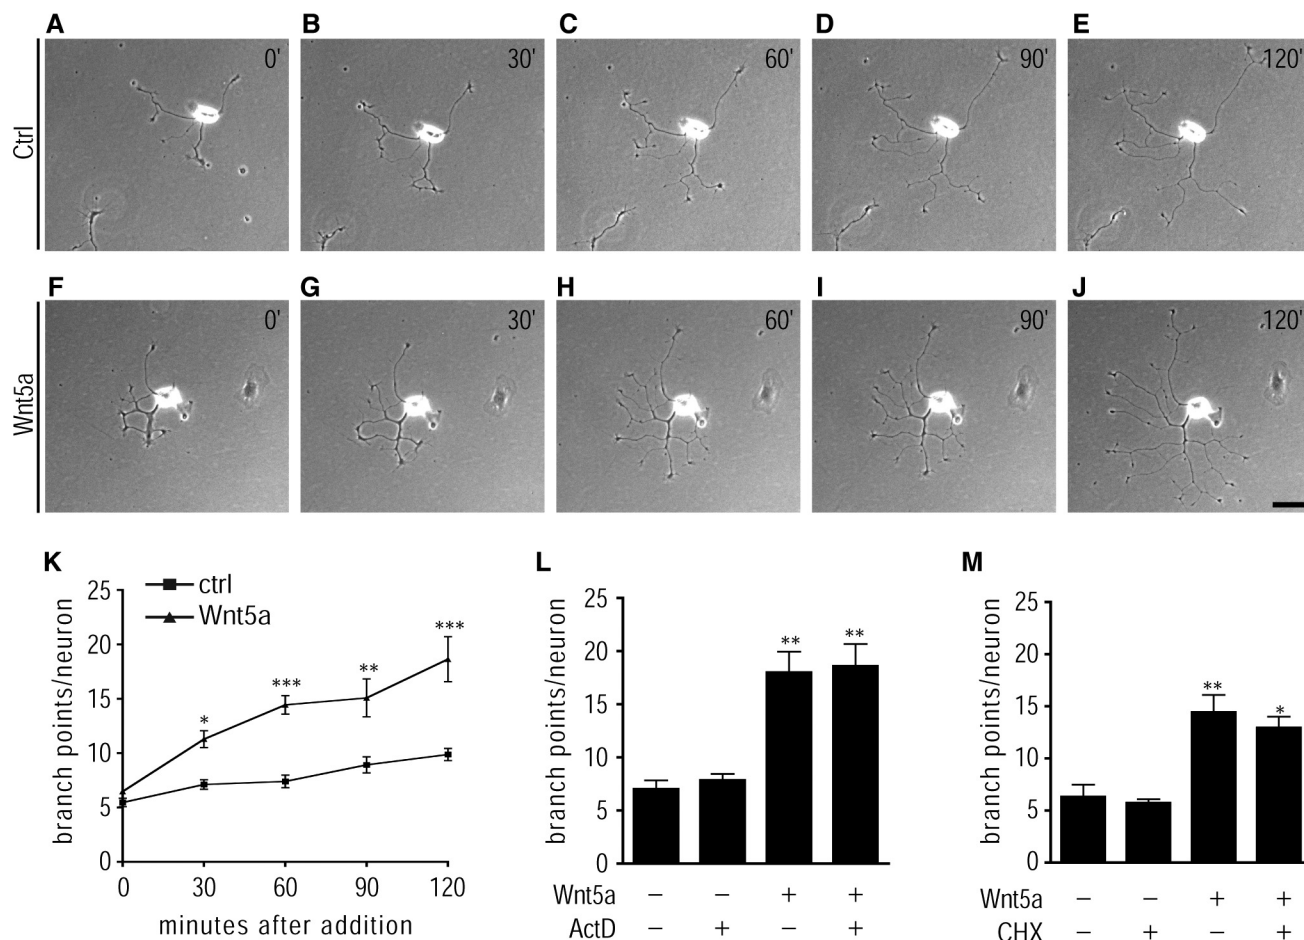 A B C D E
Ctrl
0' 30' 60' 90' 120'
F G H I J
Wnt5a
0' 30' 60' 90' 120'
K
ctrl
Wnt5a
branch points/neuron
25
20
15
10
5
0
* *** ** ***
0 30 60 90 120
minutes after addition
L
branch points/neuron
25
20
15
10
5
0
** **
Wnt5a – – + +
ActD – + – +
M
branch points/neuron
25
20
15
10
5
0
** *
Wnt5a – – + +
CHX – + – +